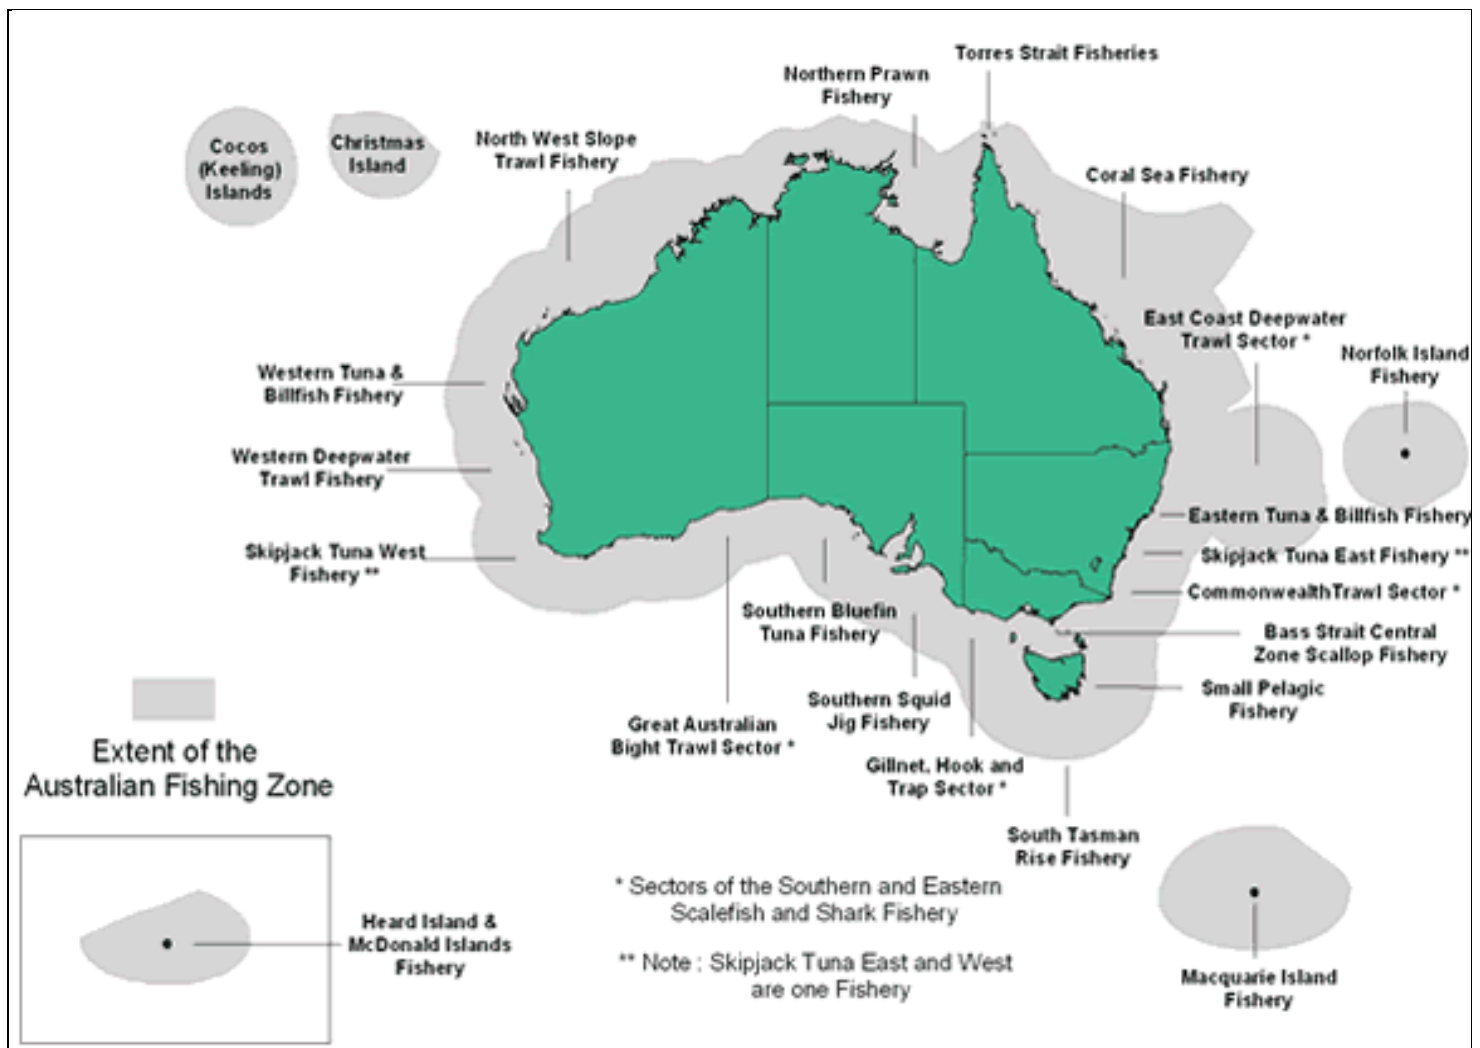 Torres Strait Fisheries
Northern Prawn
Fishery
North West Slope
Trawl Fishery
Cocos
(Keeling)
Islands
Christmas
Island
Coral Sea Fishery
East Coast Deepwater
Trawl Sector *
Norfolk Island
Fishery
Western Tuna &
Billfish Fishery
Western Deepwater
Trawl Fishery
Skipjack Tuna West
Fishery **
Eastern Tuna & Billfish Fishery
Skipjack Tuna East Fishery **
CommonwealthTrawl Sector *
Bass Strait Central
Zone Scallop Fishery
Small Pelagic
Fishery
Southern Bluefin
Tuna Fishery
Southern Squid
Jig Fishery
Great Australian
Bight Trawl Sector *
Gillnet, Hook and
Trap Sector *
South Tasman
Rise Fishery
Extent of the
Australian Fishing Zone
Heard Island &
McDonald Islands
Fishery
* Sectors of the Southern and Eastern
Scalefish and Shark Fishery
** Note : Skipjack Tuna East and West
are one Fishery
Macquarie Island
Fishery